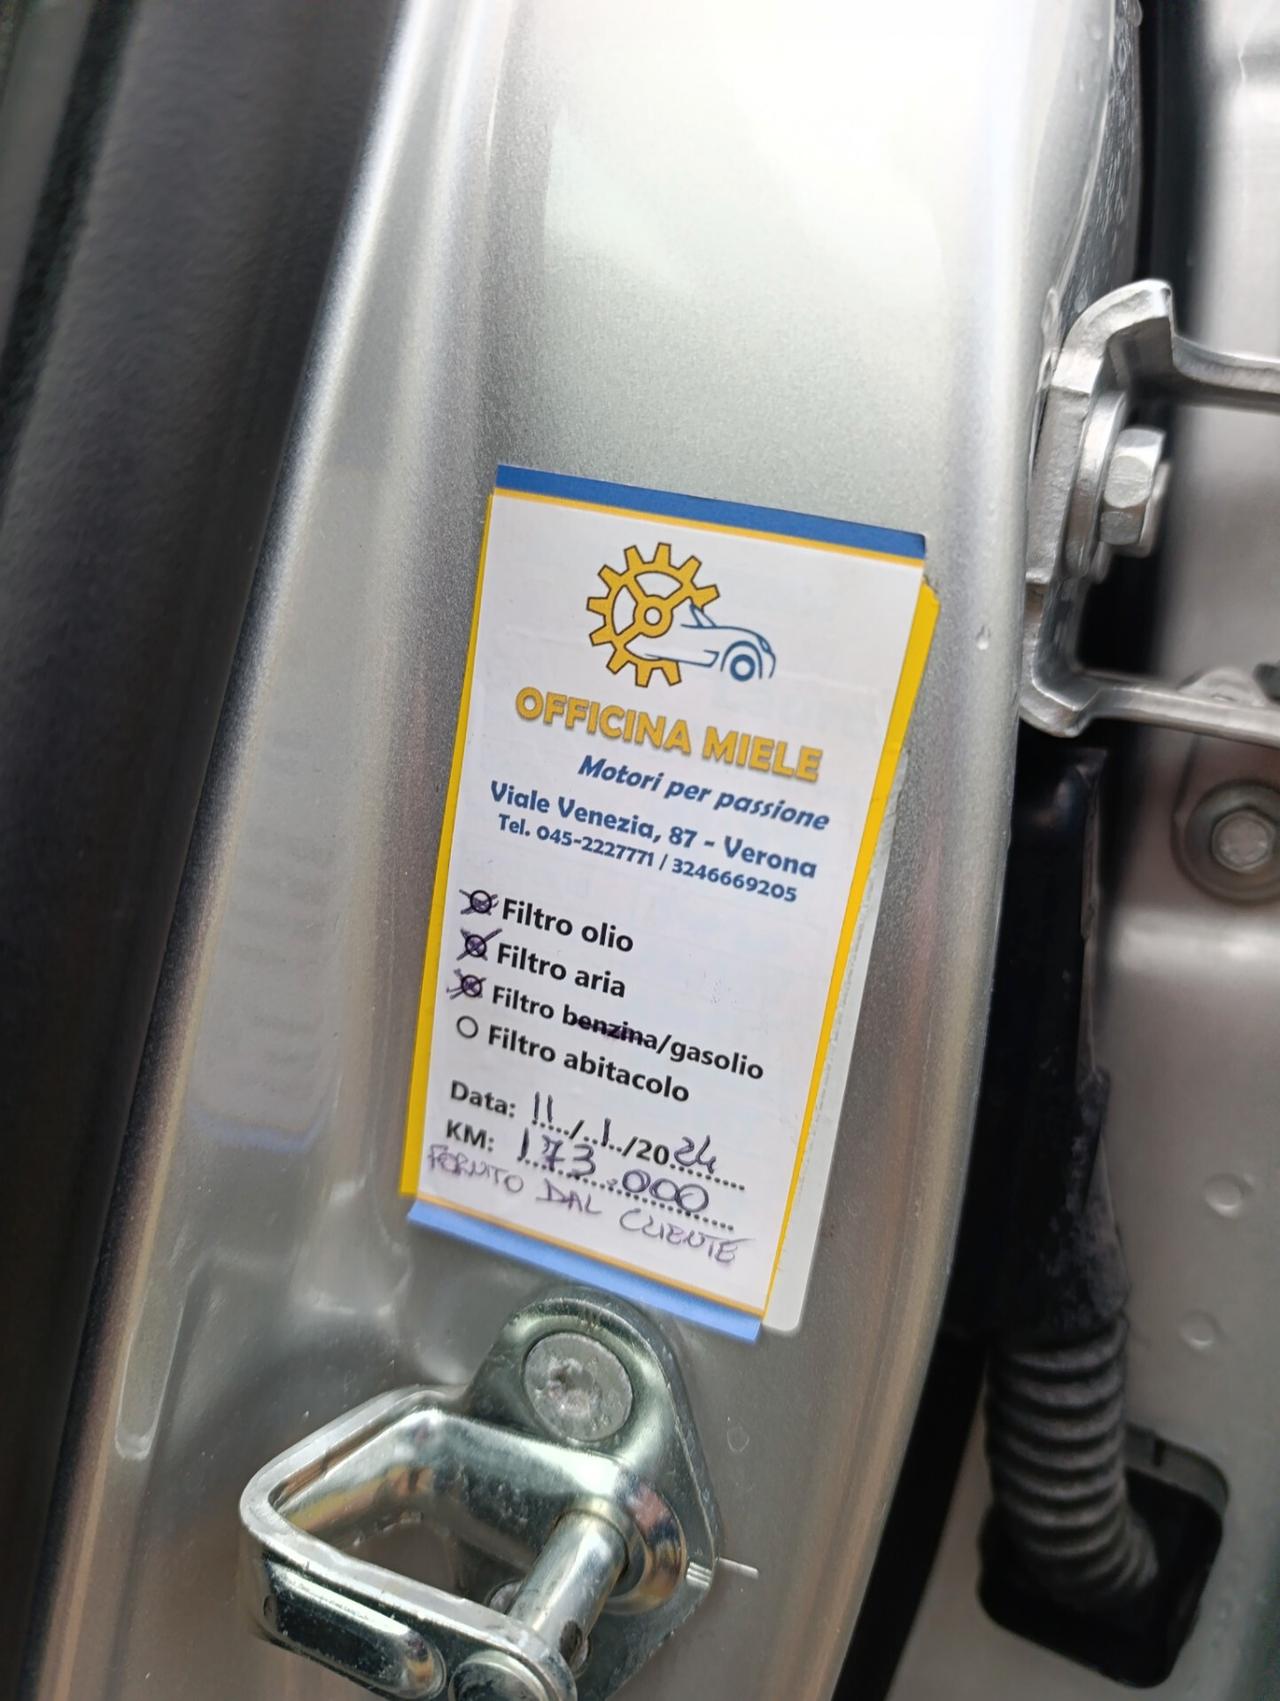 OFFICINA MIELE
Motori per passione
Viale Venezia, 87 - Verona
Tel. 045-2227771 / 3246669205
Filtro olio
Filtro aria
Filtro benzina/gasolio
Filtro abitacolo
Data: 11/1/2024
KM: 173.000
FORNITO DAL CLIENTE